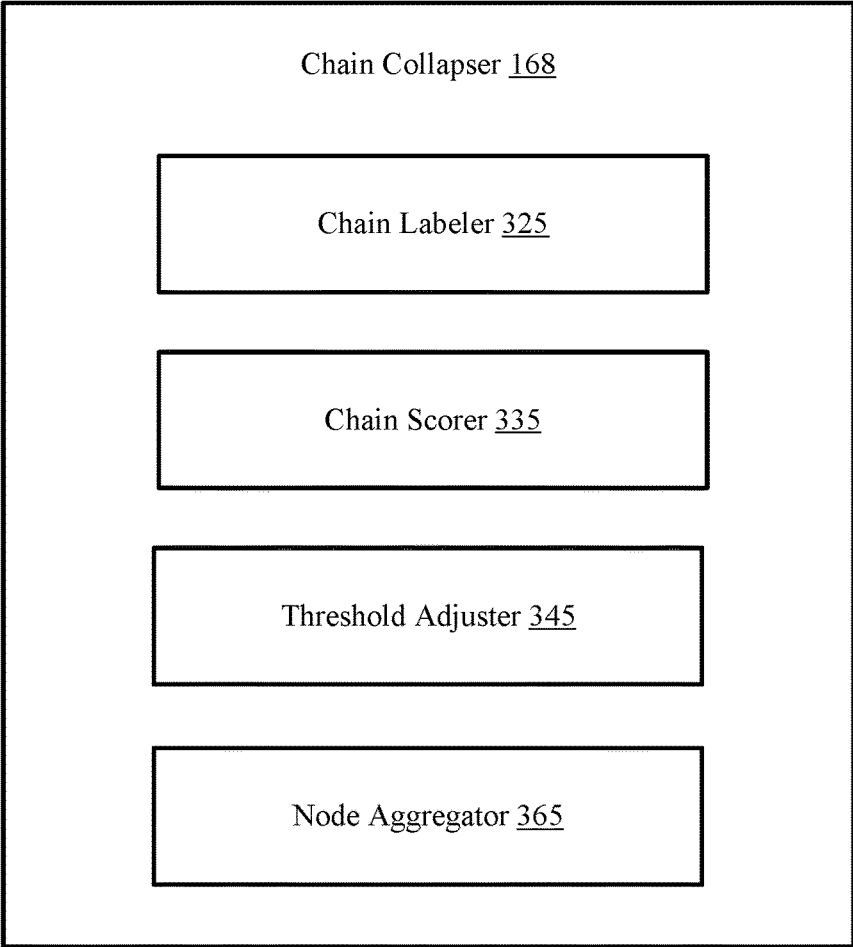 Chain Collapser 168
Chain Labeler 325
Chain Scorer 335
Threshold Adjuster 345
Node Aggregator 365